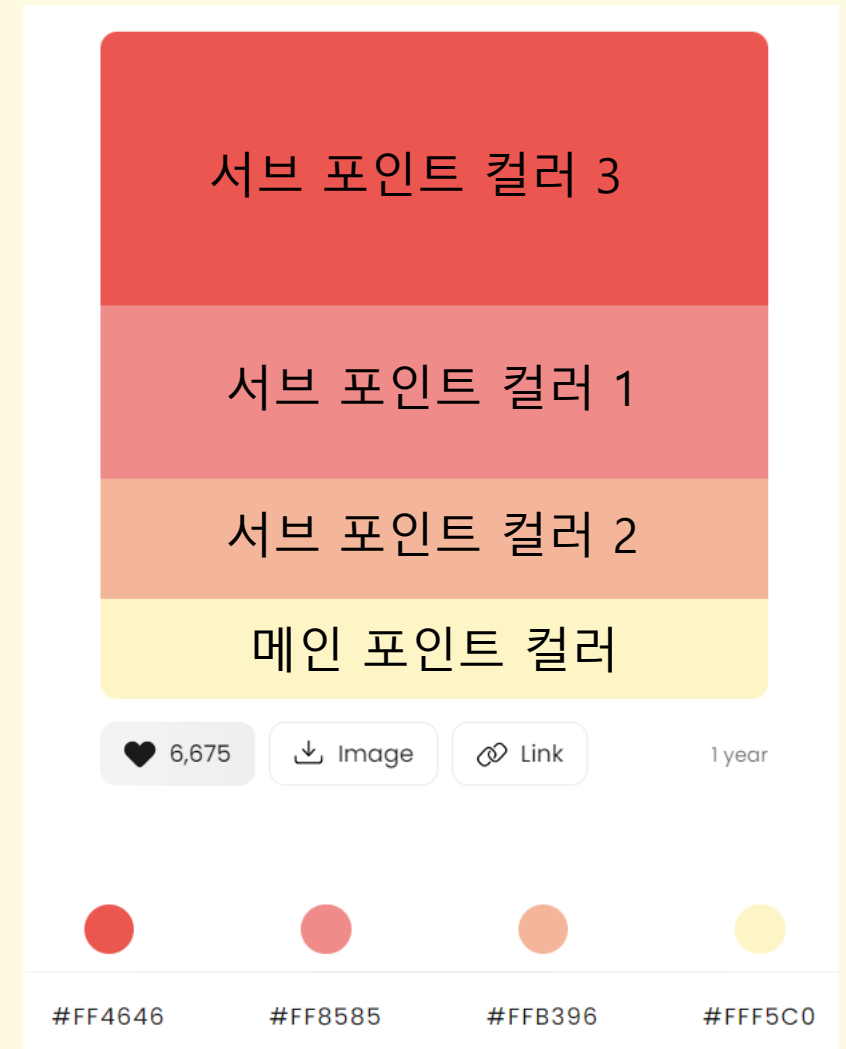 서브 포인트 컬러 3
서브 포인트 컬러 1
서브 포인트 컬러 2
메인 포인트 컬러
6,675 Image Link 1 year
#FF4646 #FF8585 #FFB396 #FFF5C0